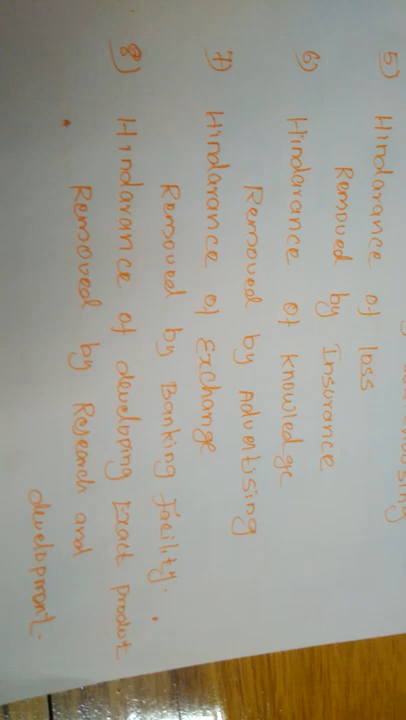 5) Hindarance of loss
Removed by Insurance
6) Hindarance of knowledge
Removed by Advertising
7) Hindarance of Exchange
Removed by Banking facility.
8) Hindarance of developing Exact Produt
Removed by Research and
development.